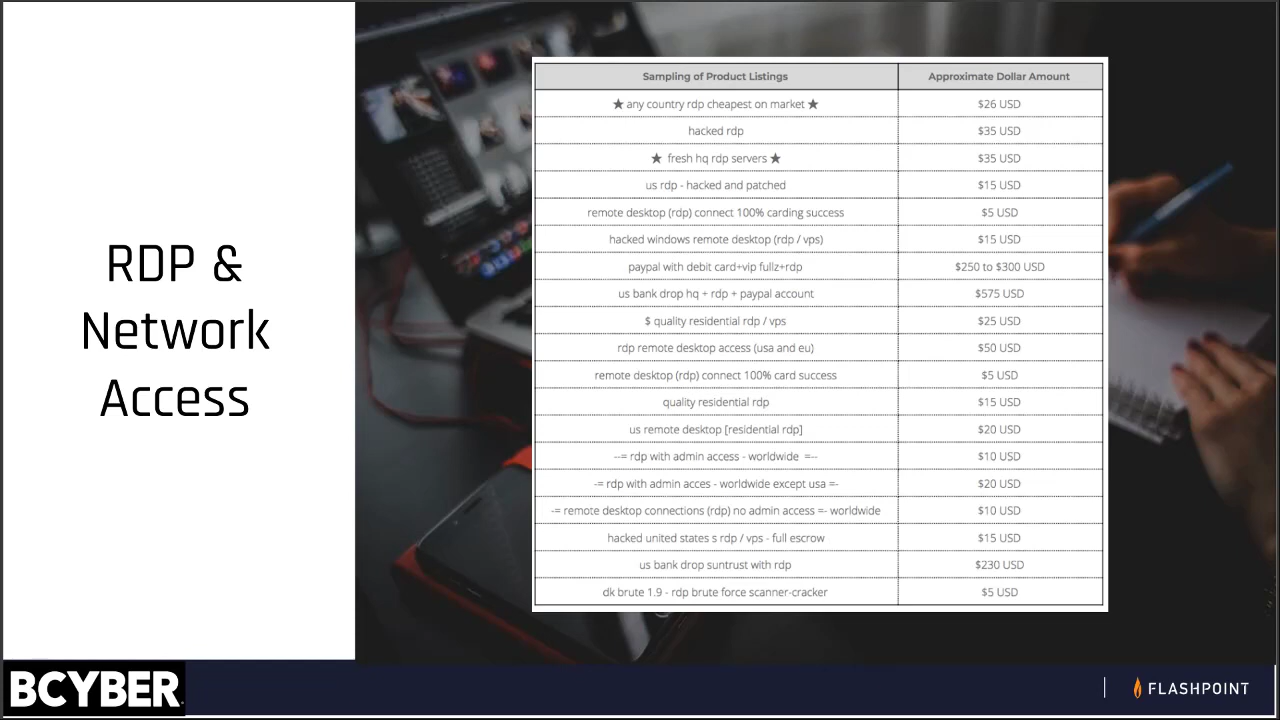 RDP &
Network
Access
Sampling of Product Listings Approximate Dollar Amount
★ any country rdp cheapest on market ★ $26 USD
hacked rdp $35 USD
★ fresh hq rdp servers ★ $35 USD
us rdp - hacked and patched $15 USD
remote desktop (rdp) connect 100% carding success $5 USD
hacked windows remote desktop (rdp / vps) $15 USD
paypal with debit card+vip fullz+rdp $250 to $300 USD
us bank drop hq + rdp + paypal account $575 USD
$ quality residential rdp / vps $25 USD
rdp remote desktop access (usa and eu) $50 USD
remote desktop (rdp) connect 100% card success $5 USD
quality residential rdp $15 USD
us remote desktop [residential rdp] $20 USD
--= rdp with admin access - worldwide =-- $10 USD
-= rdp with admin acces - worldwide except usa =- $20 USD
-= remote desktop connections (rdp) no admin access =- worldwide $10 USD
hacked united states s rdp / vps - full escrow $15 USD
us bank drop suntrust with rdp $230 USD
dk brute 1.9 - rdp brute force scanner-cracker $5 USD
BCYBER
FLASHPOINT